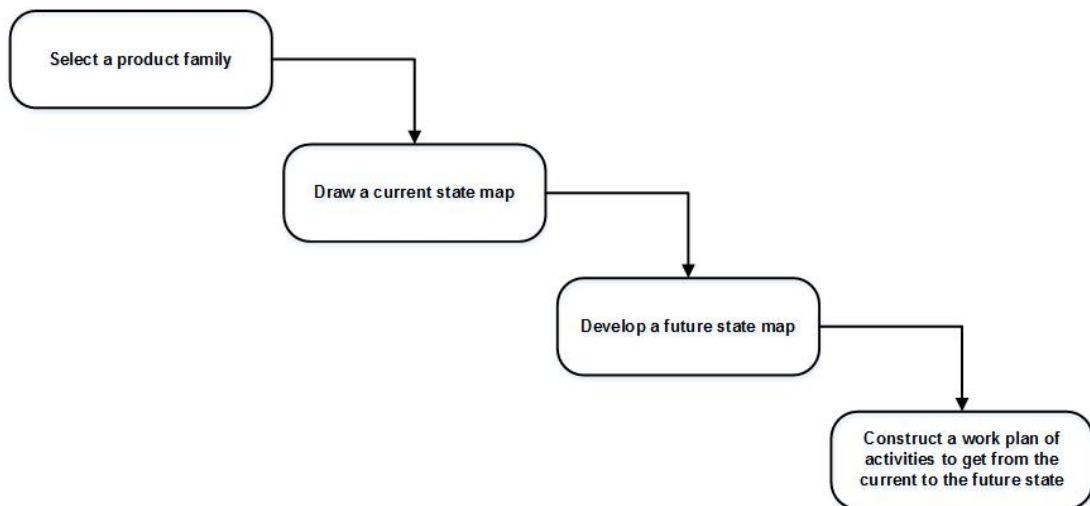 Select a product family
Draw a current state map
Develop a future state map
Construct a work plan of
activities to get from the
current to the future state